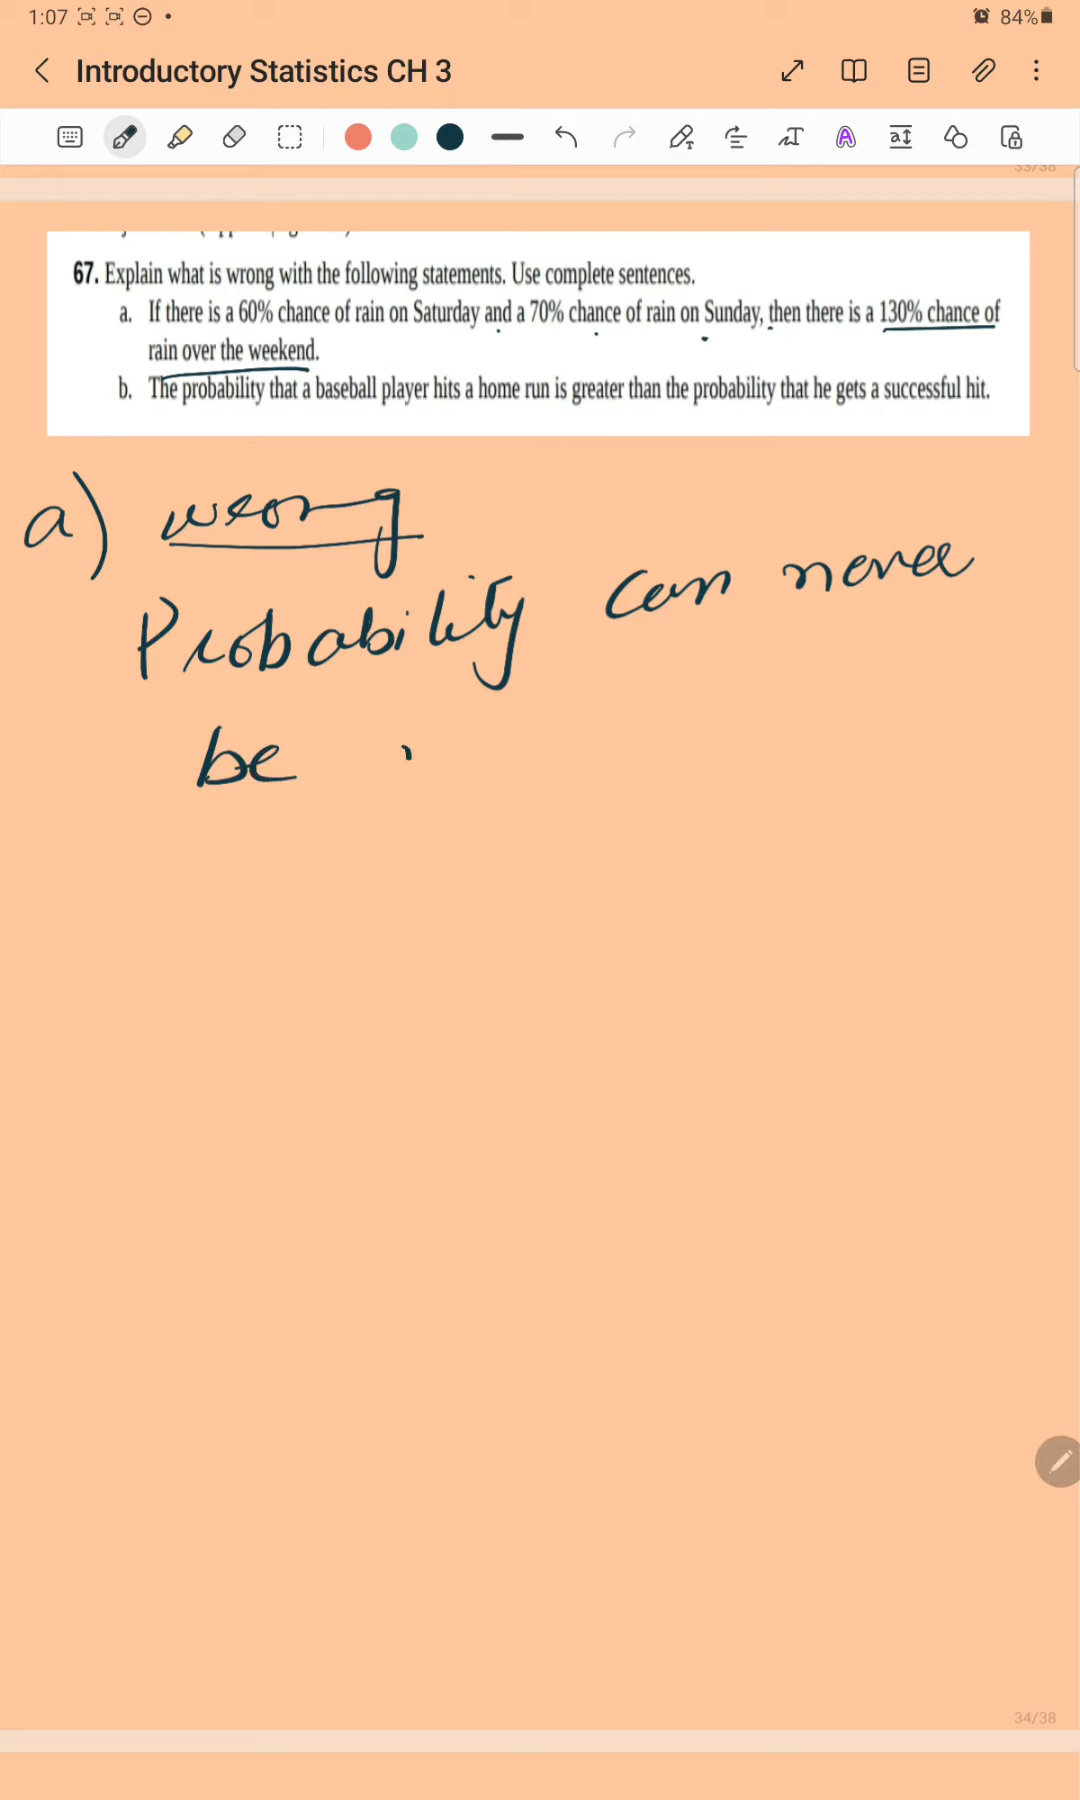 1:07
84%
Introductory Statistics CH 3
33/38
67. Explain what is wrong with the following statements. Use complete sentences.
a. If there is a 60% chance of rain on Saturday and a 70% chance of rain on Sunday, then there is a 130% chance of
rain over the weekend.
b. The probability that a baseball player hits a home run is greater than the probability that he gets a successful hit.
a) wrong
Probability can never
be
34/38